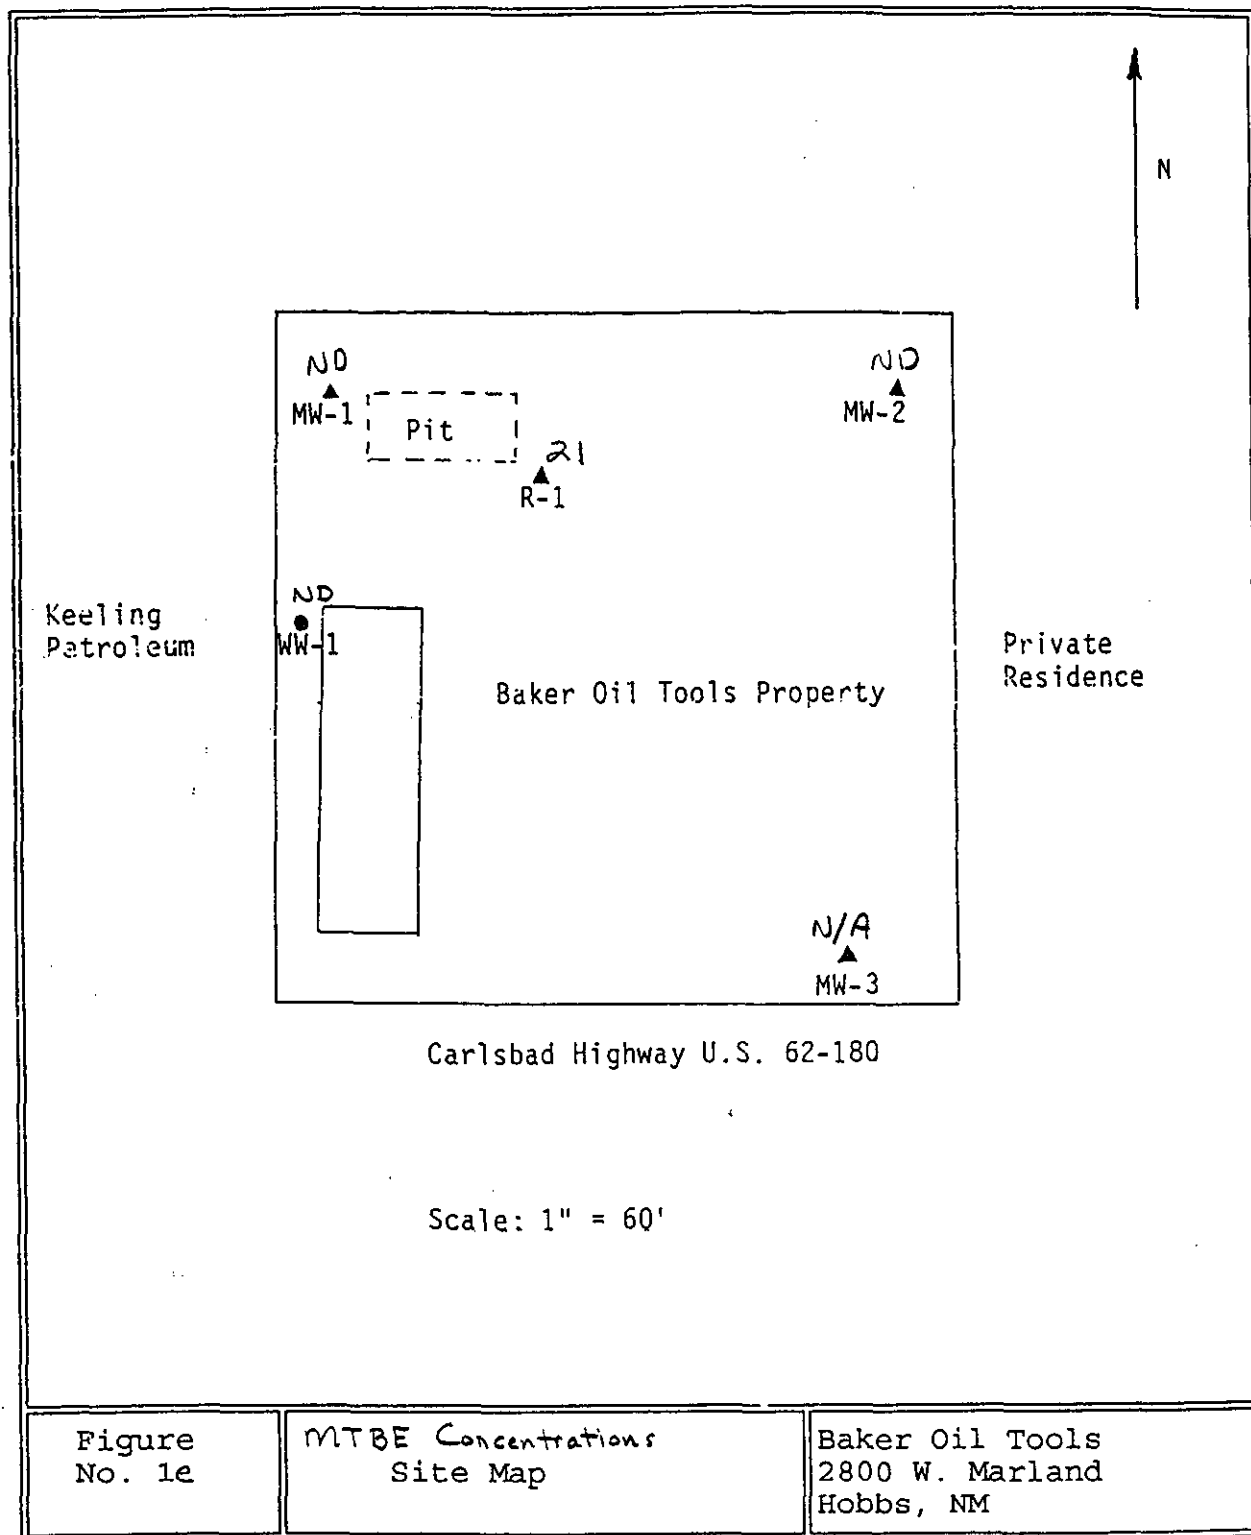 N
ND
MW-1
Pit
ND
MW-2
21
R-1
ND
WW-1
Keeling
Patroleum
Baker Oil Tools Property
Private
Residence
N/A
MW-3
Carlsbad Highway U.S. 62-180
Scale: 1" = 60'
Figure
No. 1e
MTBE Concentrations
Site Map
Baker Oil Tools
2800 W. Marland
Hobbs, NM